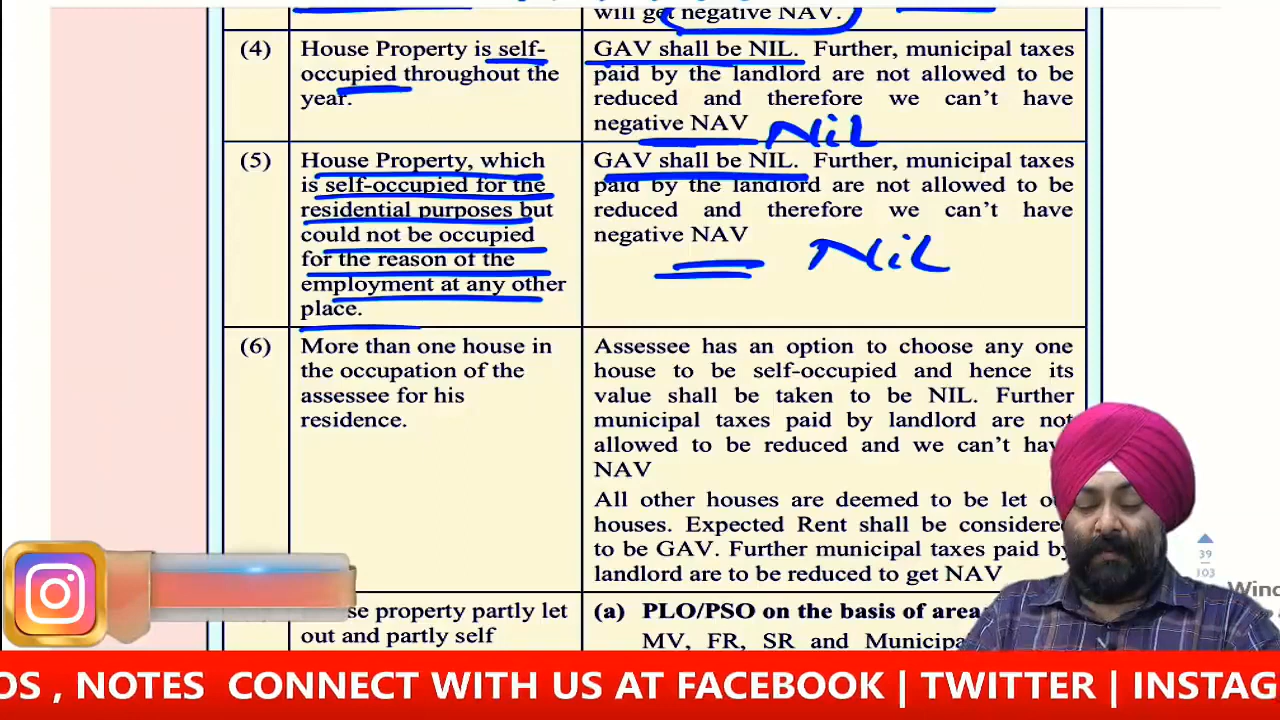 will get negative NAV.
(4)
House Property is self-
occupied throughout the
year.
GAV shall be NIL. Further, municipal taxes
paid by the landlord are not allowed to be
reduced and therefore we can't have
negative NAV
NiL
(5)
House Property, which
is self-occupied for the
residential purposes but
could not be occupied
for the reason of the
employment at any other
place.
GAV shall be NIL. Further, municipal taxes
paid by the landlord are not allowed to be
reduced and therefore we can't have
negative NAV
NiL
(6)
More than one house in
the occupation of the
assessee for his
residence.
Assessee has an option to choose any one
house to be self-occupied and hence its
value shall be taken to be NIL. Further
municipal taxes paid by landlord are not
allowed to be reduced and we can't hav
NAV
All other houses are deemed to be let o
houses. Expected Rent shall be considere
to be GAV. Further municipal taxes paid b
landlord are to be reduced to get NAV
39
103
Wind
se property partly let
out and partly self
(a) PLO/PSO on the basis of area
MV, FR, SR and Municipa
OS , NOTES CONNECT WITH US AT FACEBOOK | TWITTER | INSTAG